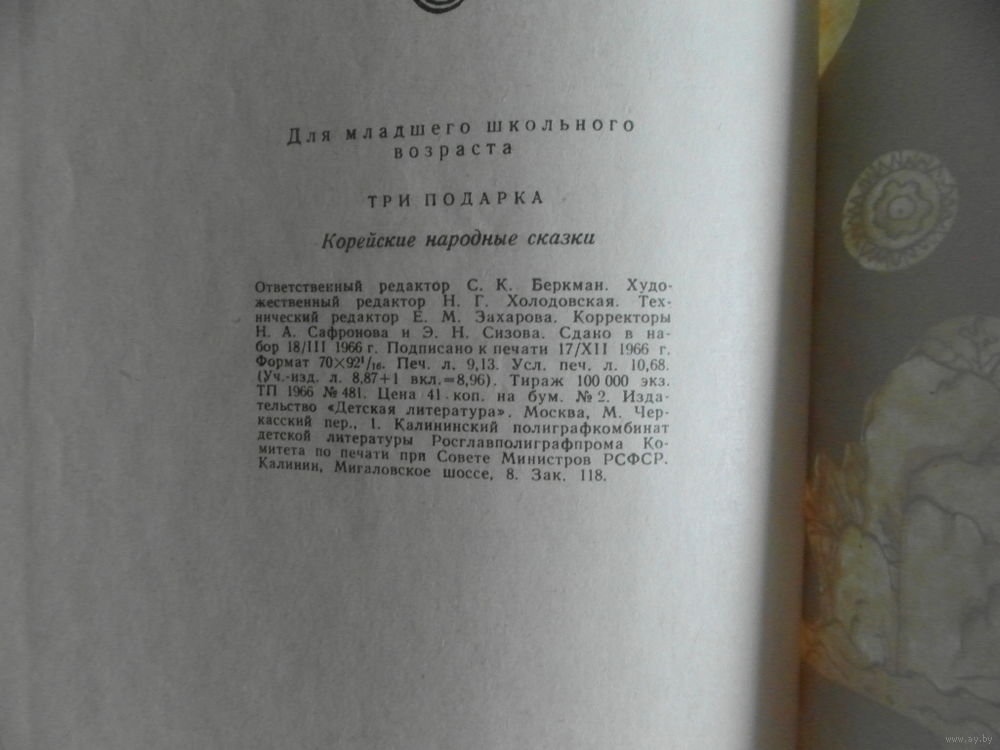 Для младшего школьного
возраста
ТРИ ПОДАРКА
Корейские народные сказки
Ответственный редактор С. К. Беркман. Худо-
жественный редактор Н. Г. Холодовская. Тех-
нический редактор Е. М. Захарова. Корректоры
Н. А. Сафронова и Э. Н. Сизова. Сдано в на-
бор 18/III 1966 г. Подписано к печати 17/XII 1966 г.
Формат 70×92¹/₁₆. Печ. л. 9,13. Усл. печ. л. 10,68.
(Уч.-изд. л. 8,87+1 вкл.=8,96). Тираж 100 000 экз.
ТП 1966 № 481. Цена 41 коп. на бум. № 2. Изда-
тельство «Детская литература». Москва, М. Чер-
касский пер., 1. Калининский полиграфкомбинат
детской литературы Росглавполиграфпрома Ко-
митета по печати при Совете Министров РСФСР.
Калинин, Мигаловское шоссе, 8. Зак. 118.
www.ay.by